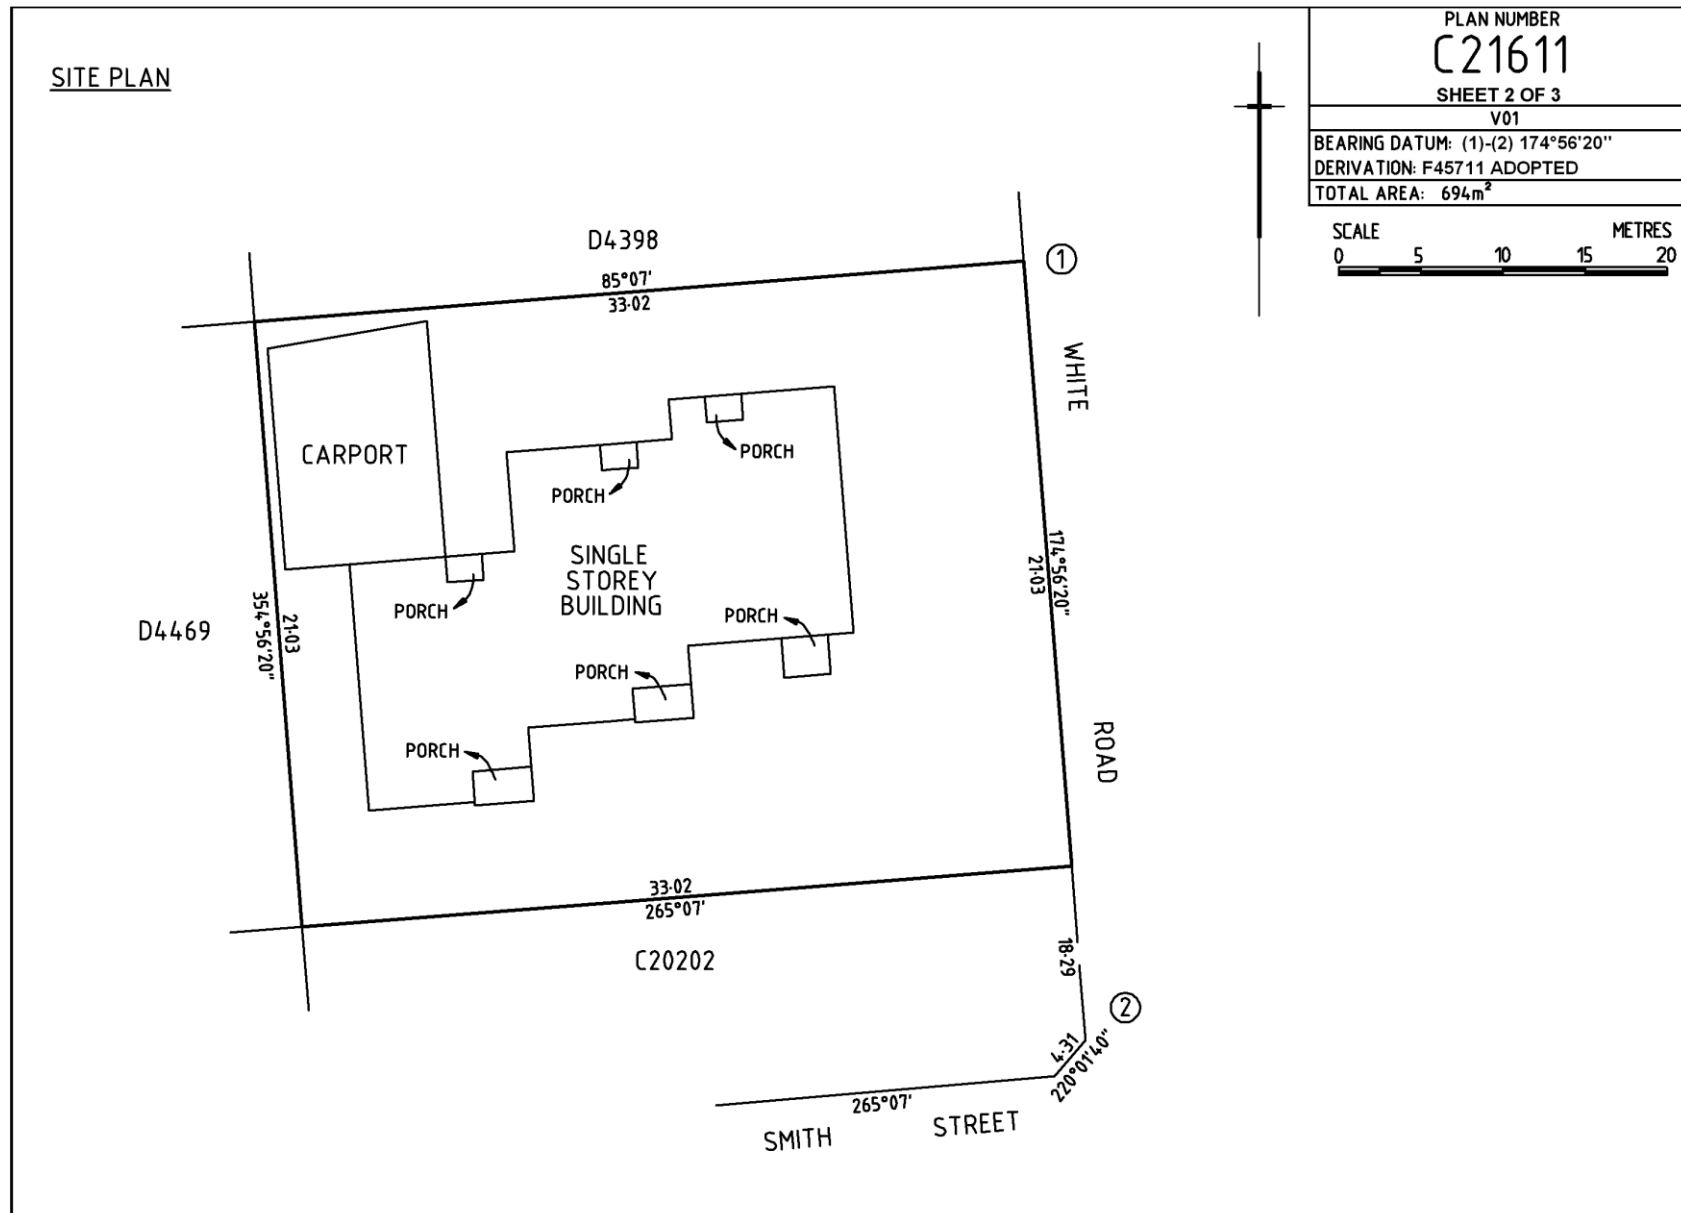 SITE PLAN
PLAN NUMBER
C21611
SHEET 2 OF 3
V01
BEARING DATUM: (1)-(2) 174°56'20"
DERIVATION: F45711 ADOPTED
TOTAL AREA: 694m²
SCALE METRES
0 5 10 15 20
D4398
85°07'
33·02
1
WHITE
CARPORT
PORCH
PORCH
SINGLE
STOREY
BUILDING
PORCH
PORCH
174°56'20"
21·03
D4469
354°56'20"
21·03
PORCH
PORCH
ROAD
33·02
265°07'
C20202
18·29
2
4·31
220°01'40"
265°07'
SMITH STREET